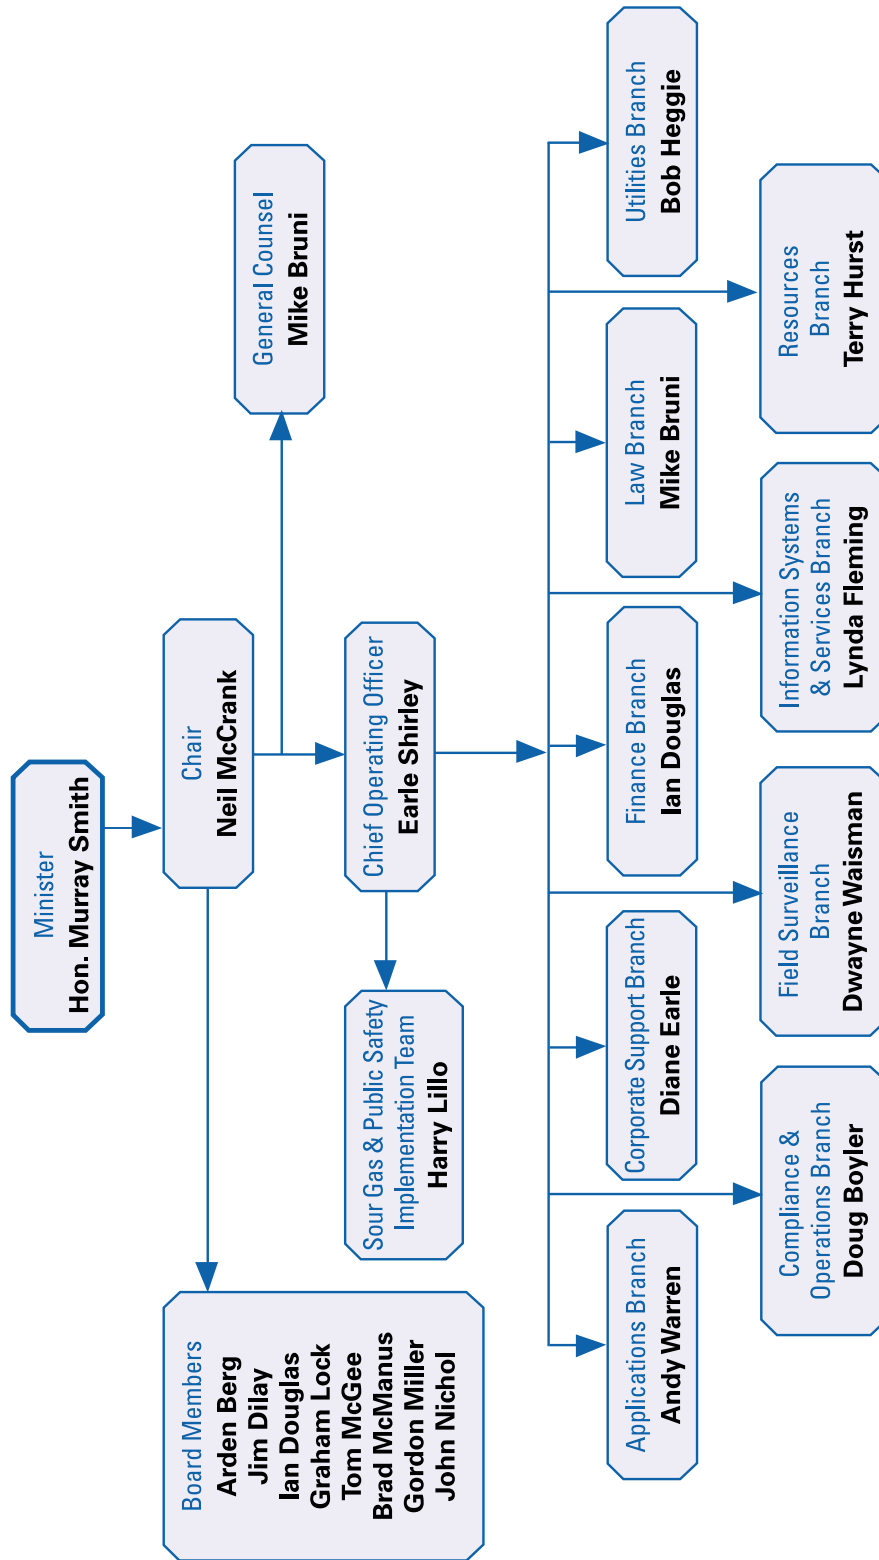 Minister
Hon. Murray Smith
Chair
Neil McCrank
General Counsel
Mike Bruni
Board Members
Arden Berg
Jim Dilay
Ian Douglas
Graham Lock
Tom McGee
Brad McManus
Gordon Miller
John Nichol
Chief Operating Officer
Earle Shirley
Sour Gas & Public Safety
Implementation Team
Harry Lillo
Applications Branch
Andy Warren
Corporate Support Branch
Diane Earle
Finance Branch
Ian Douglas
Law Branch
Mike Bruni
Utilities Branch
Bob Heggie
Compliance &
Operations Branch
Doug Boyler
Field Surveillance
Branch
Dwayne Waisman
Information Systems
& Services Branch
Lynda Fleming
Resources
Branch
Terry Hurst